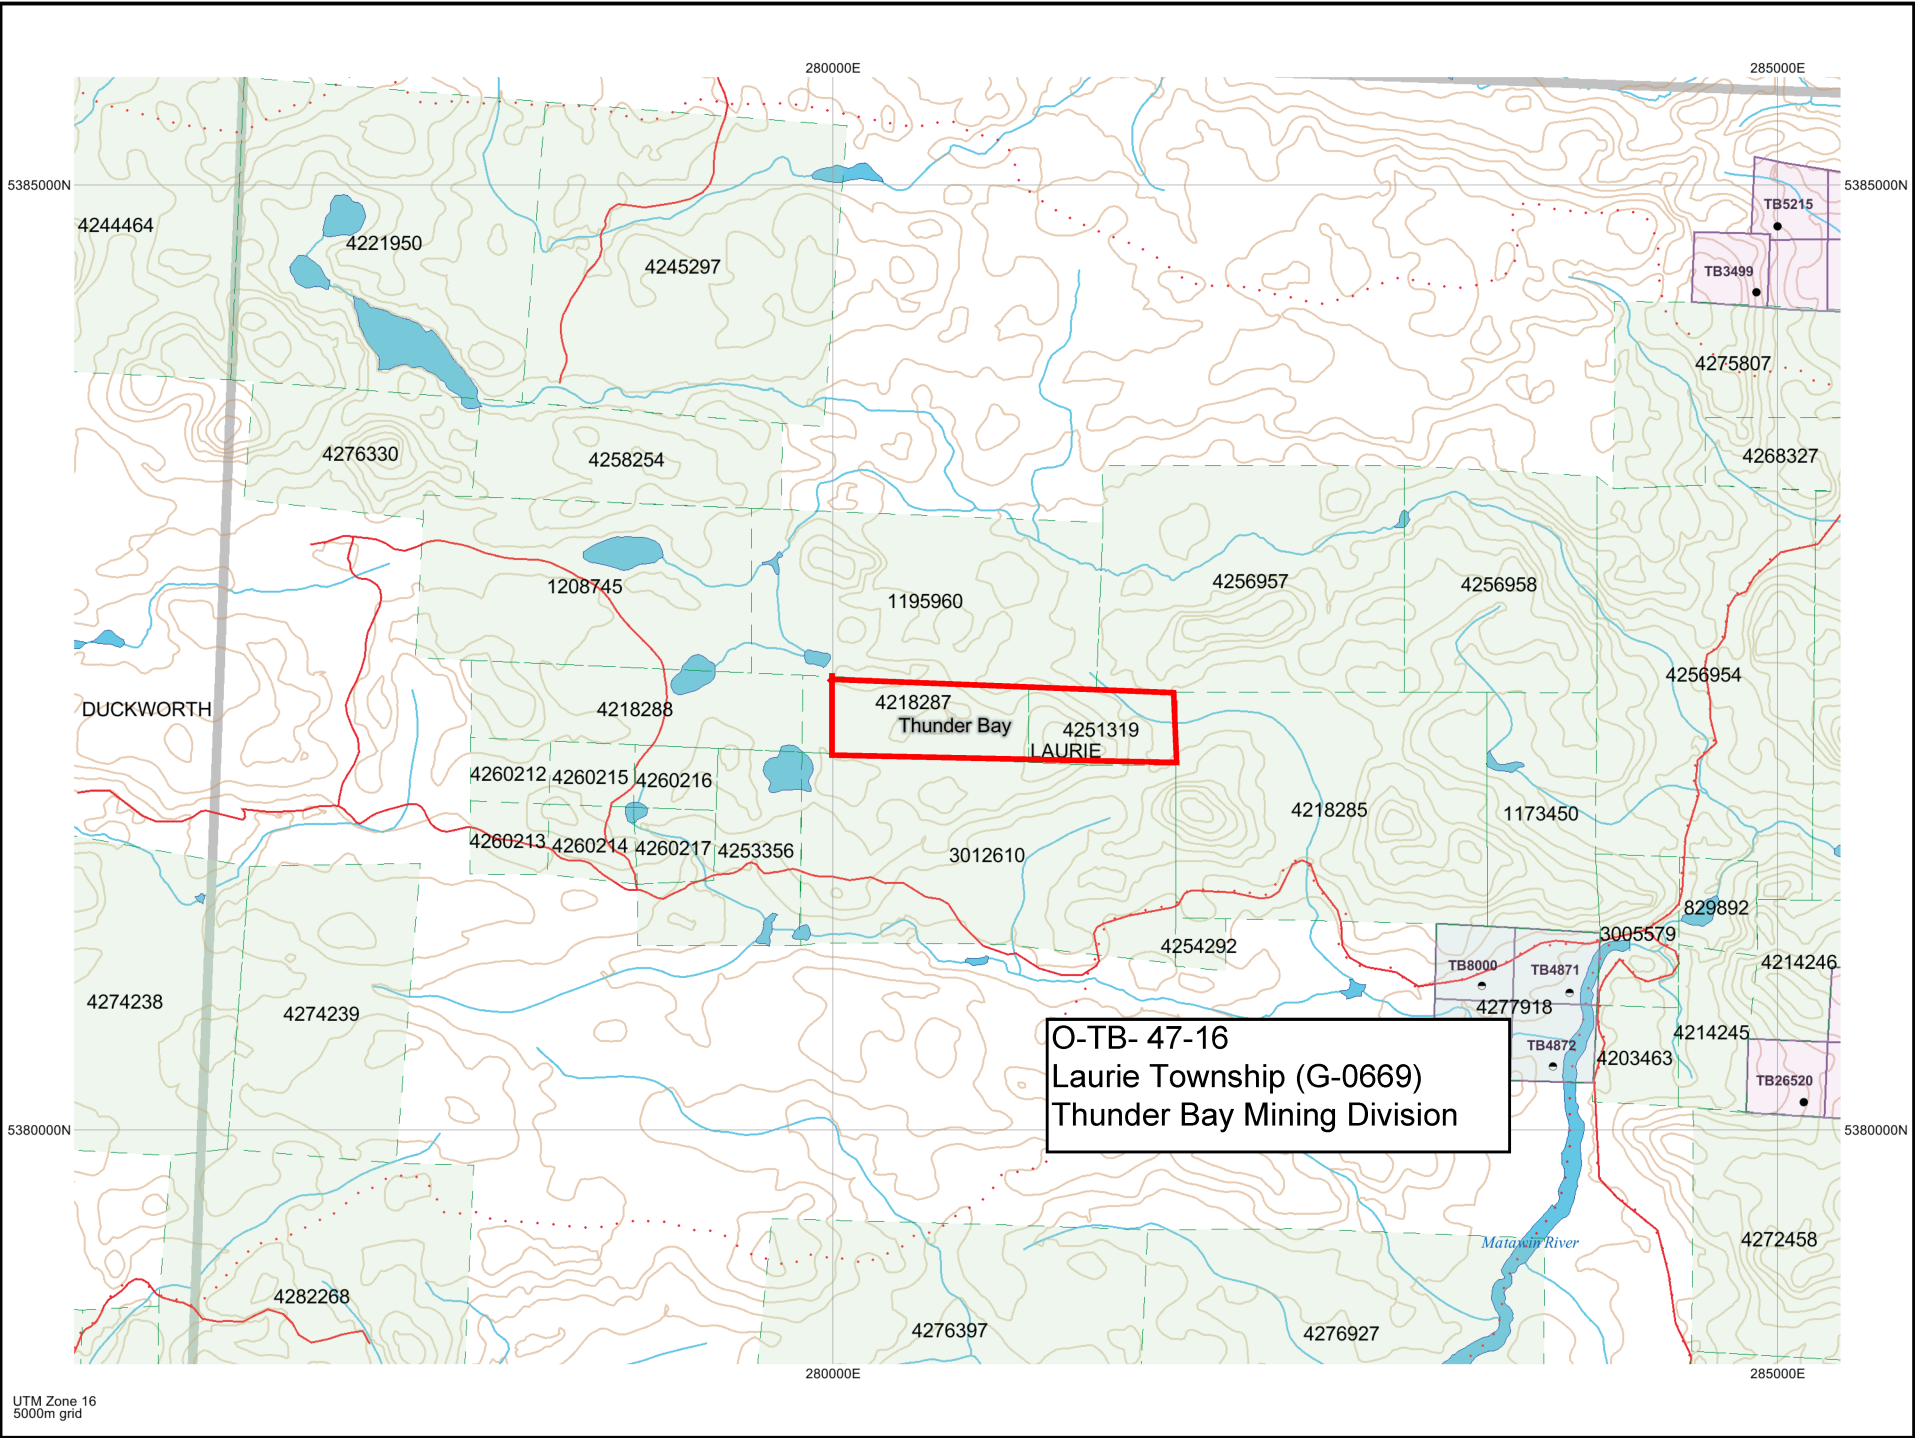 280000E
285000E
5385000N
5385000N
TB5215
4244464
4221950
4245297
TB3499
4275807
4276330
4258254
4268327
1208745
1195960
4256957
4256958
4256954
DUCKWORTH
4218288
4218287
Thunder Bay
4251319
LAURIE
4260212
4260215
4260216
4218285
1173450
4260213
4260214
4260217
4253356
3012610
829892
3005579
4254292
TB8000
TB4871
4214246
4274238
4274239
4277918
O-TB- 47-16
Laurie Township (G-0669)
Thunder Bay Mining Division
TB4872
4203463
4214245
TB26520
5380000N
5380000N
Matawin River
4272458
4282268
4276397
4276927
280000E
285000E
UTM Zone 16
5000m grid